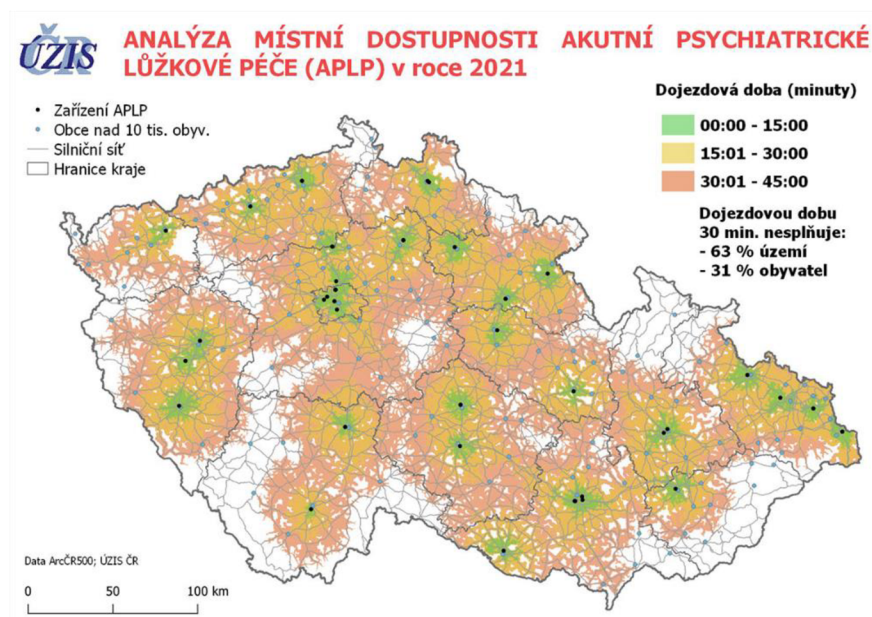 ÚZIS ČR
ANALÝZA MÍSTNÍ DOSTUPNOSTI AKUTNÍ PSYCHIATRICKÉ
LŮŽKOVÉ PÉČE (APLP) v roce 2021
Zařízení APLP
Obce nad 10 tis. obyv.
Silniční síť
Hranice kraje
Dojezdová doba (minuty)
00:00 - 15:00
15:01 - 30:00
30:01 - 45:00
Dojezdovou dobu
30 min. nesplňuje:
- 63 % území
- 31 % obyvatel
Data ArcČR500; ÚZIS ČR
0 50 100 km